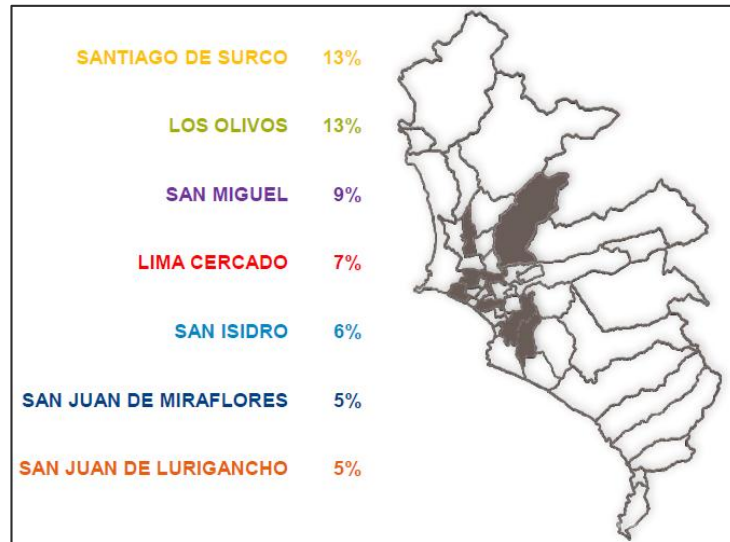 SANTIAGO DE SURCO 13%
LOS OLIVOS 13%
SAN MIGUEL 9%
LIMA CERCADO 7%
SAN ISIDRO 6%
SAN JUAN DE MIRAFLORES 5%
SAN JUAN DE LURIGANCHO 5%